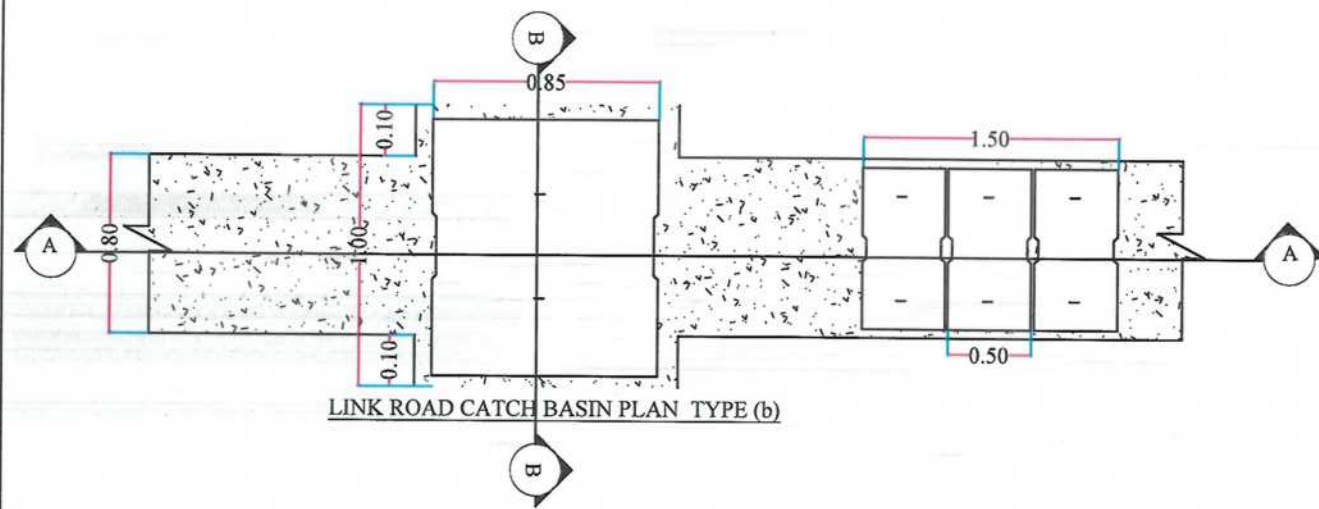 B
0.85
0.10
1.50
A
0.80
1.00
A
0.10
0.50
LINK ROAD CATCH BASIN PLAN TYPE (b)
B